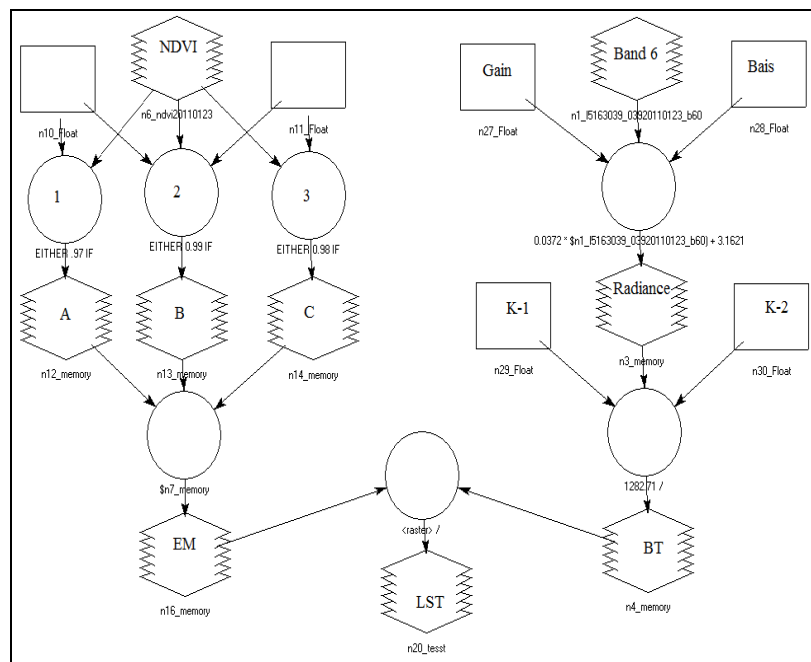 NDVI
n10_Float
n6_ndvi20110123
n11_Float
1
2
3
EITHER .97 IF
EITHER 0.99 IF
EITHER 0.98 IF
A
B
C
n12_memory
n13_memory
n14_memory
$n7_memory
EM
n16_memory
Gain
Band 6
Bais
n27_Float
n1_l5163039_03920110123_b60
n28_Float
0.0372 * $n1_l5163039_03920110123_b60) + 3.1621
K-1
Radiance
K-2
n29_Float
n3_memory
n30_Float
1282.71 /
BT
n4_memory
<raster> /
LST
n20_tesst